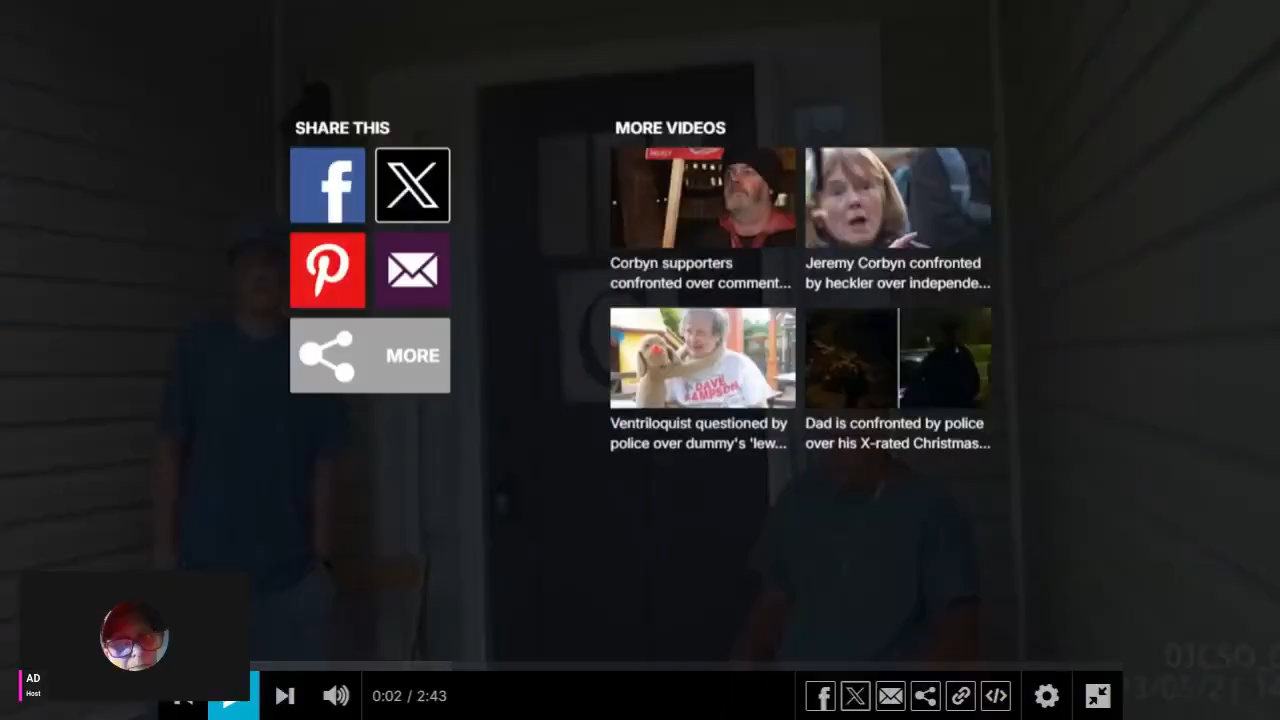 SHARE THIS
MORE
MORE VIDEOS
Corbyn supporters
confronted over comment...
Jeremy Corbyn confronted
by heckler over independe...
DAVE
Ventriloquist questioned by
police over dummy's 'lew...
Dad is confronted by police
over his X-rated Christmas...
AD
Host
0:02 / 2:43